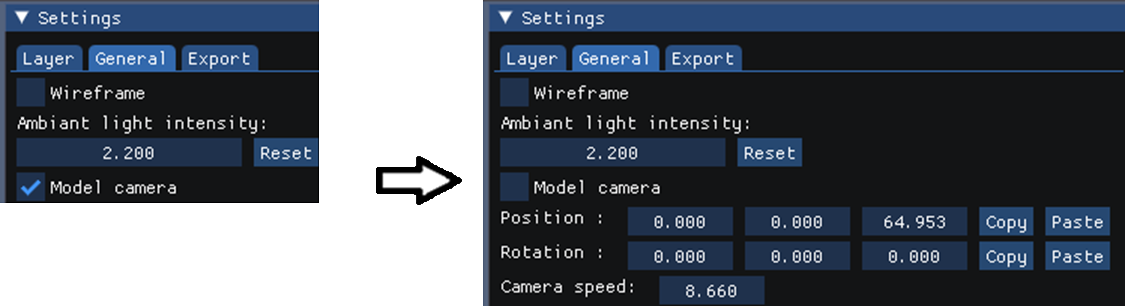 Settings
Layer General Export
Wireframe
Ambiant light intensity:
2.200 Reset
Model camera
Settings
Layer General Export
Wireframe
Ambiant light intensity:
2.200 Reset
Model camera
Position : 0.000 0.000 64.953 Copy Paste
Rotation : 0.000 0.000 0.000 Copy Paste
Camera speed: 8.660